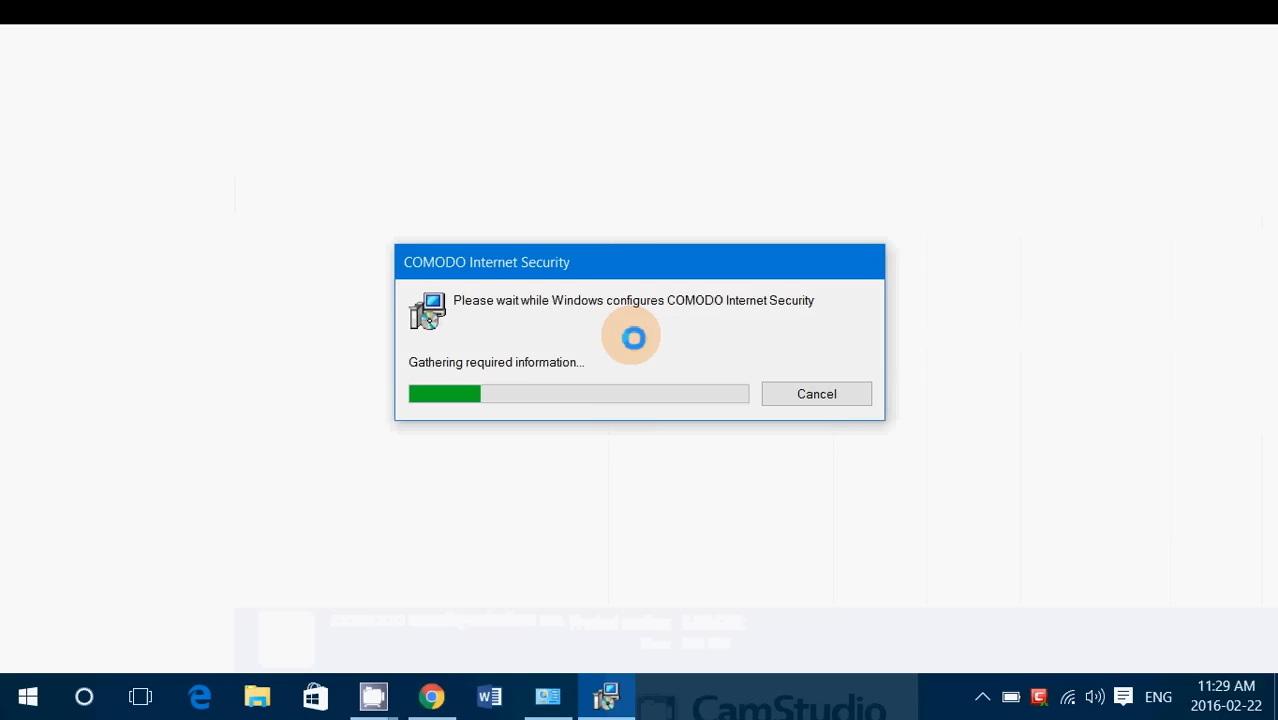 COMODO Internet Security
Please wait while Windows configures COMODO Internet Security
Gathering required information...
Cancel
CamStudio
ENG
11:29 AM
2016-02-22